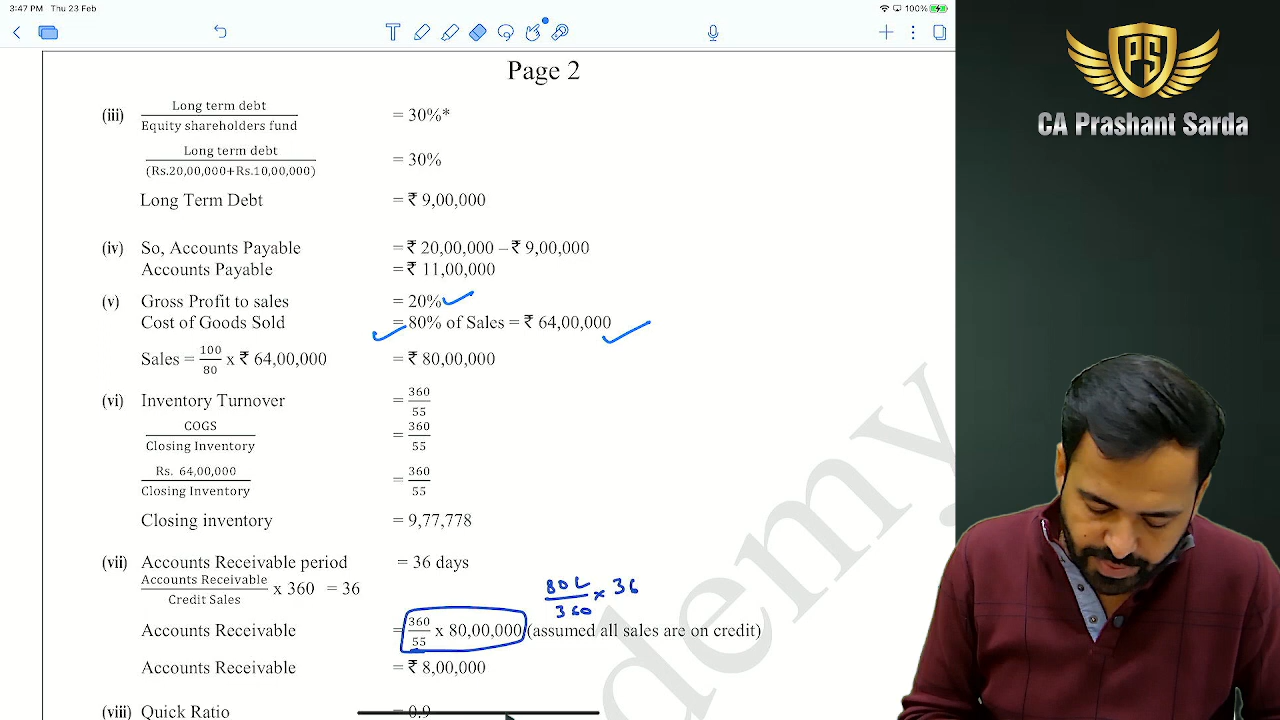 3:47 PM Thu 23 Feb
100%
T
Page 2
PS
CA Prashant Sarda
(iii) Long term debt / Equity shareholders fund = 30%*
Long term debt / (Rs.20,00,000+Rs.10,00,000) = 30%
Long Term Debt = ₹ 9,00,000
(iv) So, Accounts Payable = ₹ 20,00,000 – ₹ 9,00,000
Accounts Payable = ₹ 11,00,000
(v) Gross Profit to sales = 20%
Cost of Goods Sold = 80% of Sales = ₹ 64,00,000
Sales = 100/80 x ₹ 64,00,000 = ₹ 80,00,000
(vi) Inventory Turnover = 360/55
COGS / Closing Inventory = 360/55
Rs. 64,00,000 / Closing Inventory = 360/55
Closing inventory = 9,77,778
(vii) Accounts Receivable period = 36 days
Accounts Receivable / Credit Sales x 360 = 36
80L / 360 x 36
Accounts Receivable = 360/55 x 80,00,000 (assumed all sales are on credit)
Accounts Receivable = ₹ 8,00,000
(viii) Quick Ratio = 0.9
demy